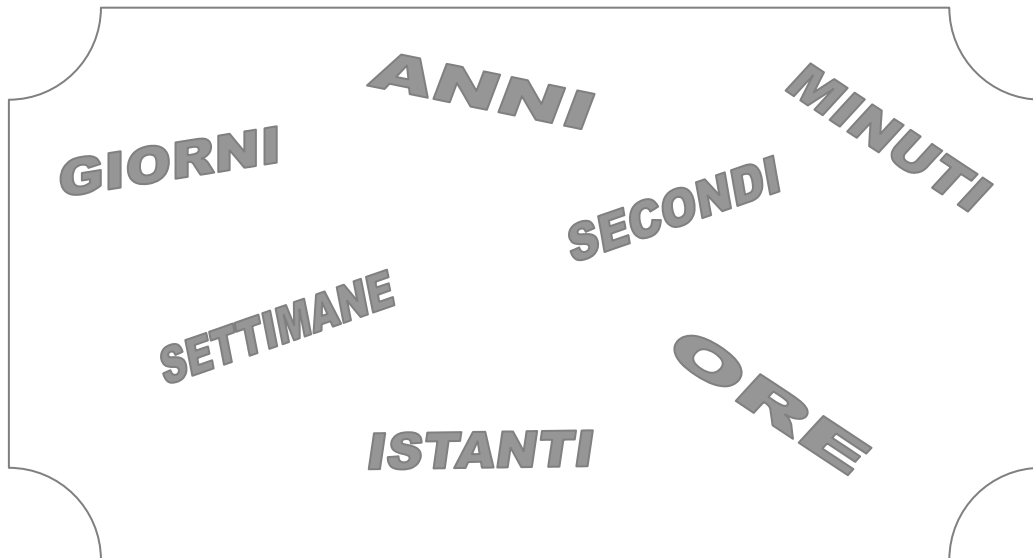 ANNI
MINUTI
GIORNI
SECONDI
SETTIMANE
ORE
ISTANTI